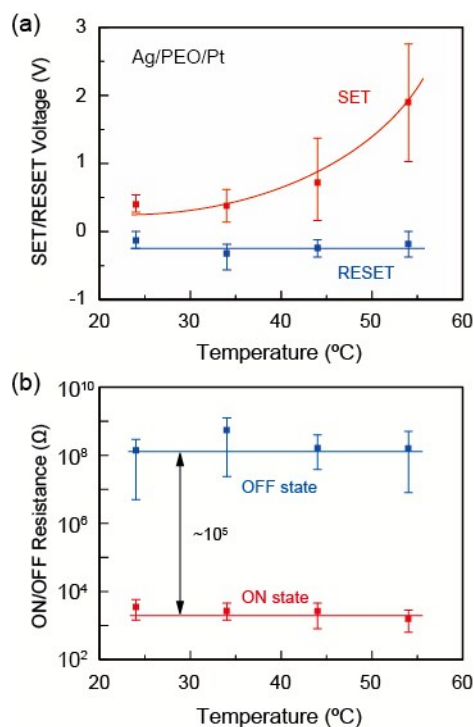 (a)
Ag/PEO/Pt
SET
RESET
SET/RESET Voltage (V)
3
2
1
0
-1
20 30 40 50 60
Temperature (ºC)
(b)
ON/OFF Resistance (Ω)
10¹⁰
10⁸
10⁶
10⁴
10²
OFF state
~10⁵
ON state
20 30 40 50 60
Temperature (ºC)